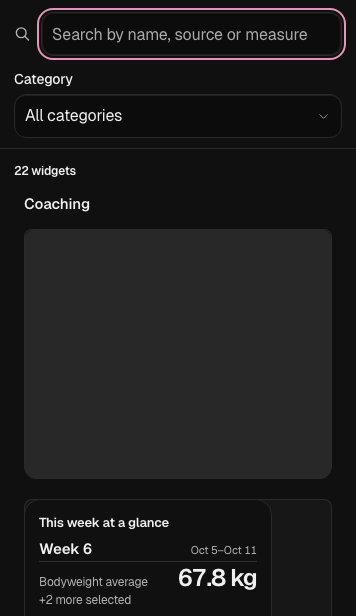 Search by name, source or measure
Category
All categories
22 widgets
Coaching
This week at a glance
Week 6 Oct 5–Oct 11
Bodyweight average 67.8 kg
+2 more selected